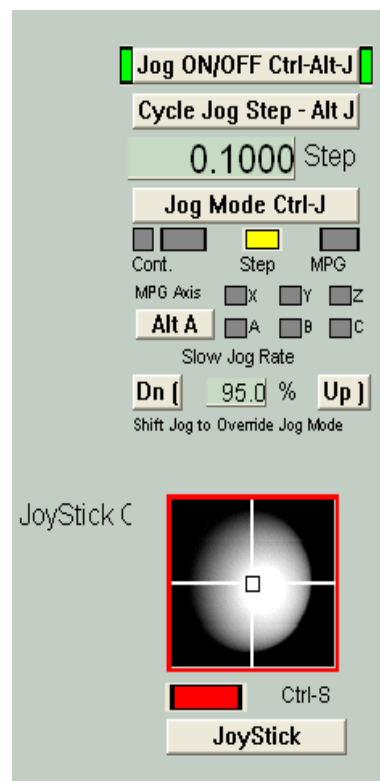 Jog ON/OFF Ctrl-Alt-J
Cycle Jog Step - Alt J
0.1000 Step
Jog Mode Ctrl-J
Cont. Step MPG
MPG Axis X Y Z
Alt A A B C
Slow Jog Rate
Dn ( 95.0 % Up )
Shift Jog to Override Jog Mode
JoyStick C
Ctrl-S
JoyStick